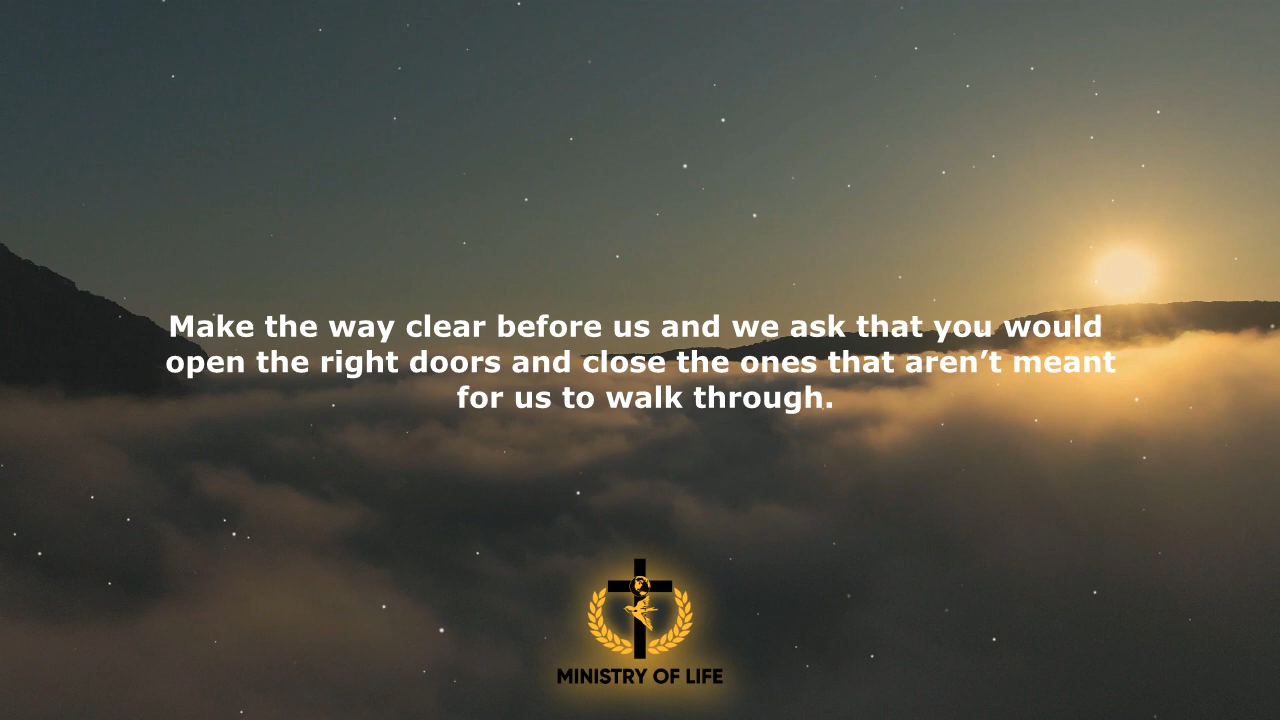 Make the way clear before us and we ask that you would
open the right doors and close the ones that aren’t meant
for us to walk through.
MINISTRY OF LIFE